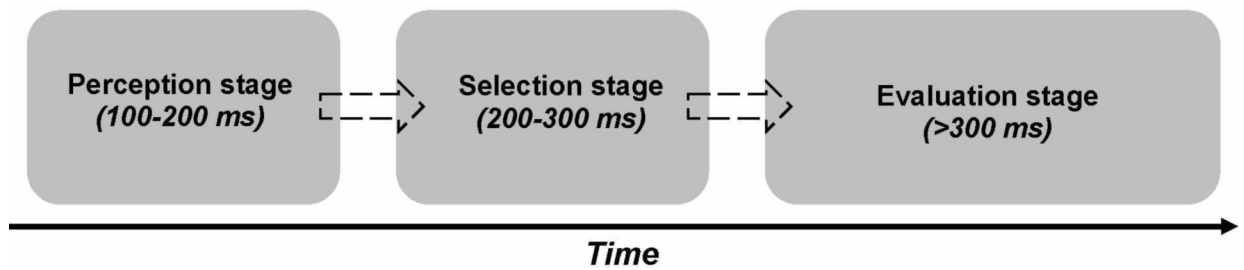 Perception stage
(100-200 ms)
Selection stage
(200-300 ms)
Evaluation stage
(>300 ms)
Time